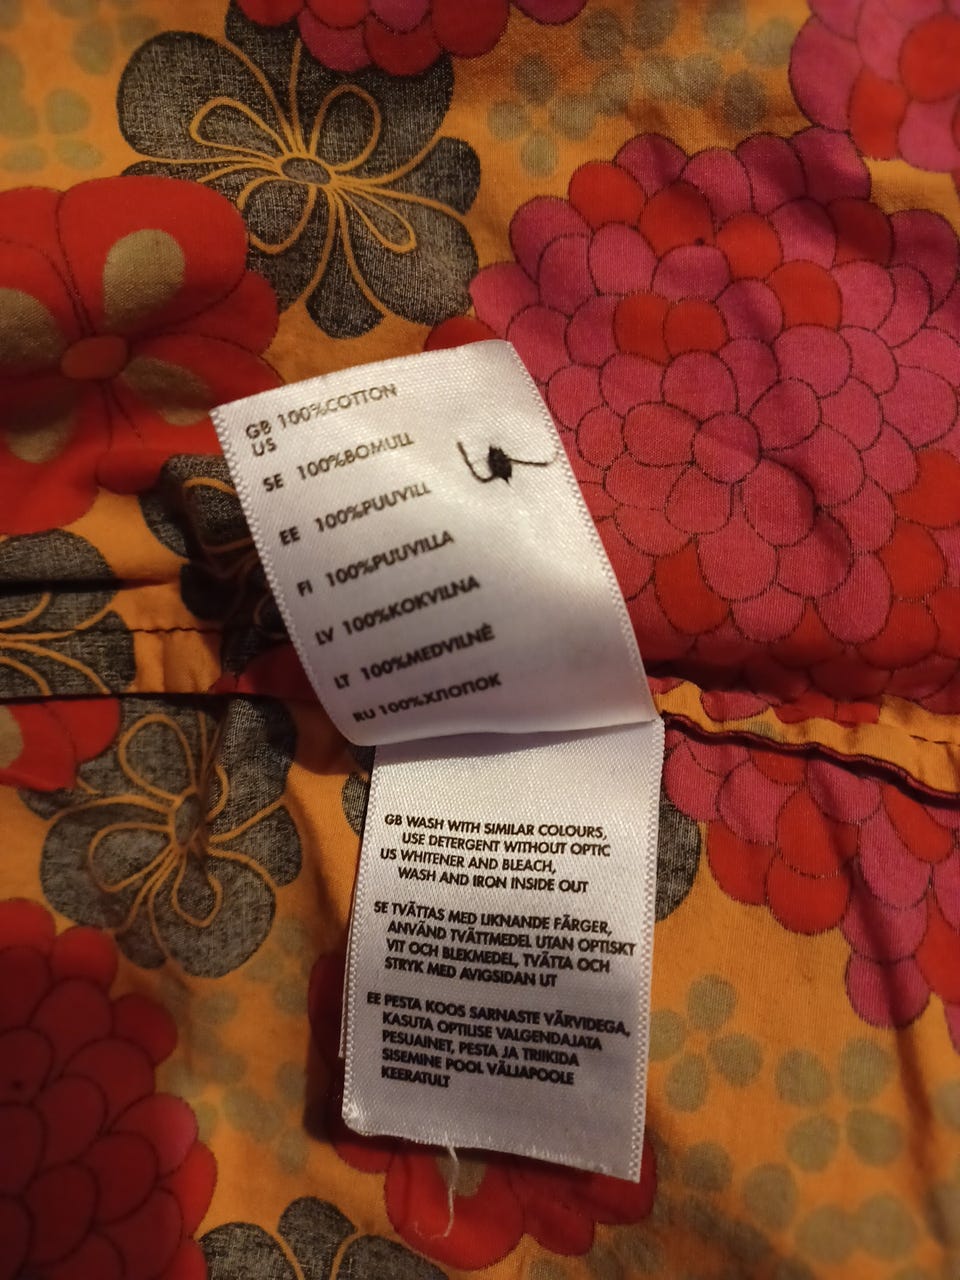 GB 100%COTTON
US
SE 100%BOMULL
EE 100%PUUVILL
FI 100%PUUVILLA
LV 100%KOKVILNA
LT 100%MEDVILNĖ
RU 100%ХЛОПОК
GB WASH WITH SIMILAR COLOURS,
USE DETERGENT WITHOUT OPTIC
US WHITENER AND BLEACH,
WASH AND IRON INSIDE OUT
SE TVÄTTAS MED LIKNANDE FÄRGER,
ANVÄND TVÄTTMEDEL UTAN OPTISKT
VIT OCH BLEKMEDEL, TVÄTTA OCH
STRYK MED AVIGSIDAN UT
EE PESTA KOOS SARNASTE VÄRVIDEGA,
KASUTA OPTILISE VALGENDAJATA
PESUAINET, PESTA JA TRIIKIDA
SISEMINE POOL VÄLJAPOOLE
KEERATULT